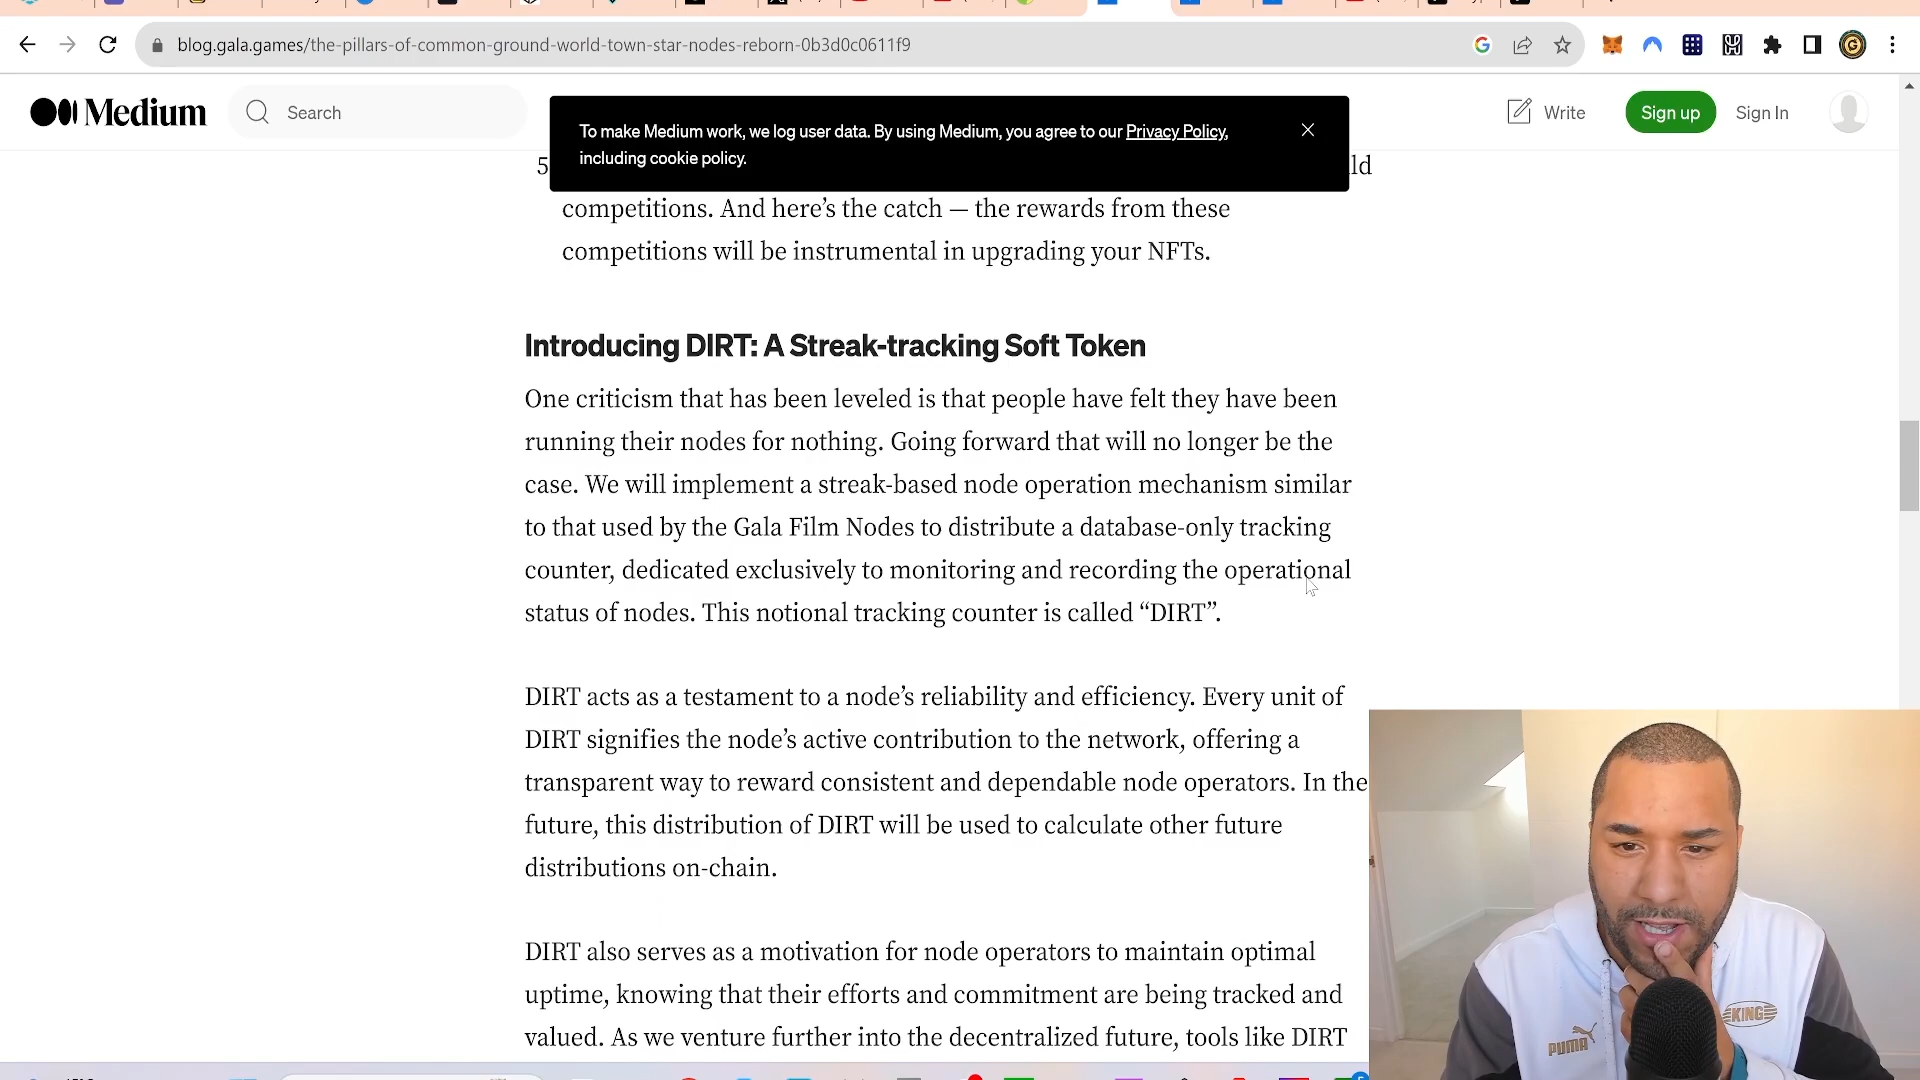 blog.gala.games/the-pillars-of-common-ground-world-town-star-nodes-reborn-0b3d0c0611f9
Medium
Search
To make Medium work, we log user data. By using Medium, you agree to our Privacy Policy,
including cookie policy.
Write
Sign up
Sign In
5
ld
competitions. And here's the catch — the rewards from these
competitions will be instrumental in upgrading your NFTs.
Introducing DIRT: A Streak-tracking Soft Token
One criticism that has been leveled is that people have felt they have been
running their nodes for nothing. Going forward that will no longer be the
case. We will implement a streak-based node operation mechanism similar
to that used by the Gala Film Nodes to distribute a database-only tracking
counter, dedicated exclusively to monitoring and recording the operational
status of nodes. This notional tracking counter is called “DIRT”.
DIRT acts as a testament to a node’s reliability and efficiency. Every unit of
DIRT signifies the node’s active contribution to the network, offering a
transparent way to reward consistent and dependable node operators. In the
future, this distribution of DIRT will be used to calculate other future
distributions on-chain.
DIRT also serves as a motivation for node operators to maintain optimal
uptime, knowing that their efforts and commitment are being tracked and
valued. As we venture further into the decentralized future, tools like DIRT
PUMA
KING